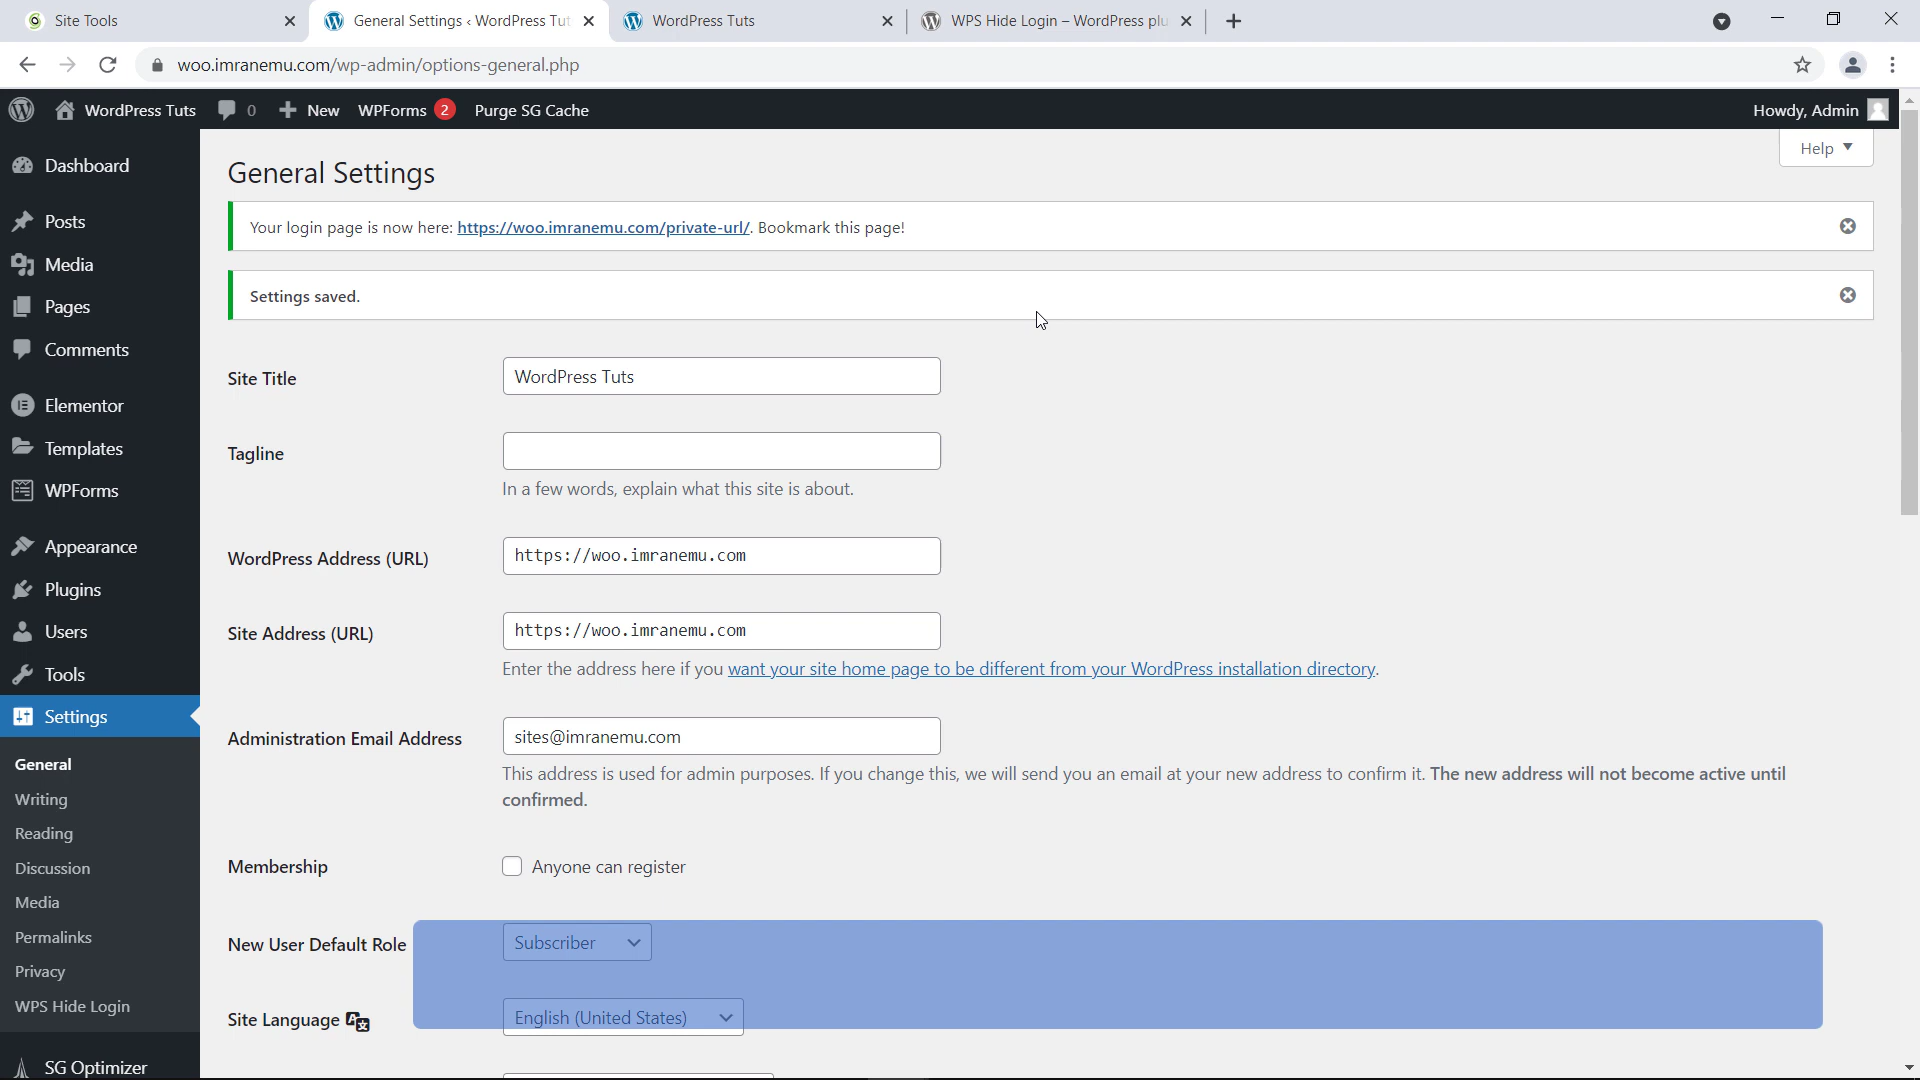 Site Tools
General Settings ‹ WordPress Tut
WordPress Tuts
WPS Hide Login – WordPress plu
woo.imranemu.com/wp-admin/options-general.php
WordPress Tuts
0
New
WPForms 2
Purge SG Cache
Howdy, Admin
Dashboard
Posts
Media
Pages
Comments
Elementor
Templates
WPForms
Appearance
Plugins
Users
Tools
Settings
General
Writing
Reading
Discussion
Media
Permalinks
Privacy
WPS Hide Login
SG Optimizer
Help
General Settings
Your login page is now here: https://woo.imranemu.com/private-url/. Bookmark this page!
Settings saved.
Site Title
WordPress Tuts
Tagline
In a few words, explain what this site is about.
WordPress Address (URL)
https://woo.imranemu.com
Site Address (URL)
https://woo.imranemu.com
Enter the address here if you want your site home page to be different from your WordPress installation directory.
Administration Email Address
sites@imranemu.com
This address is used for admin purposes. If you change this, we will send you an email at your new address to confirm it. The new address will not become active until
confirmed.
Membership
Anyone can register
New User Default Role
Subscriber
Site Language
English (United States)